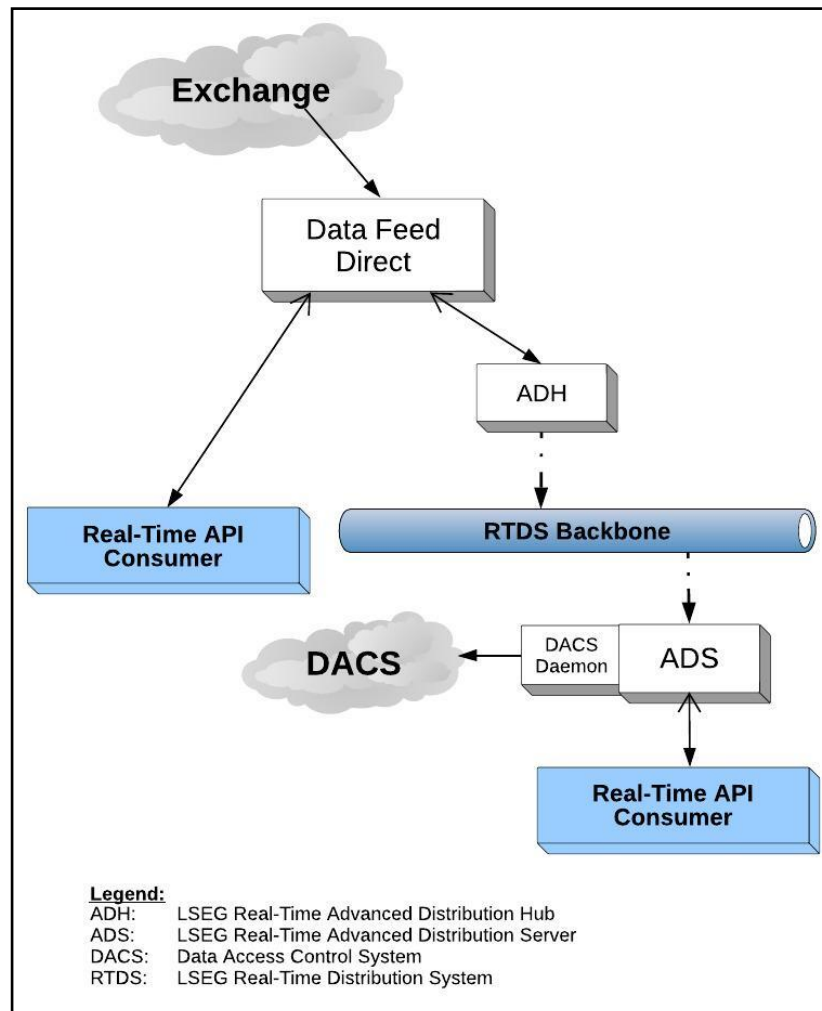 Exchange
Data Feed
Direct
ADH
Real-Time API
Consumer
RTDS Backbone
DACS
DACS
Daemon
ADS
Real-Time API
Consumer
Legend:
ADH: LSEG Real-Time Advanced Distribution Hub
ADS: LSEG Real-Time Advanced Distribution Server
DACS: Data Access Control System
RTDS: LSEG Real-Time Distribution System